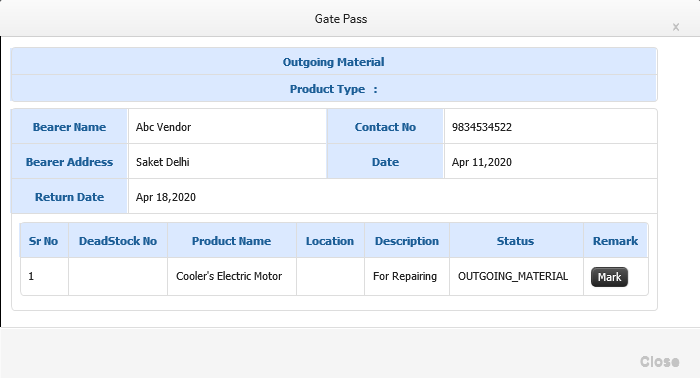 Gate Pass
x
Outgoing Material
Product Type :
Bearer Name Abc Vendor Contact No 9834534522
Bearer Address Saket Delhi Date Apr 11,2020
Return Date Apr 18,2020
Sr No DeadStock No Product Name Location Description Status Remark
1 Cooler's Electric Motor For Repairing OUTGOING_MATERIAL Mark
Close